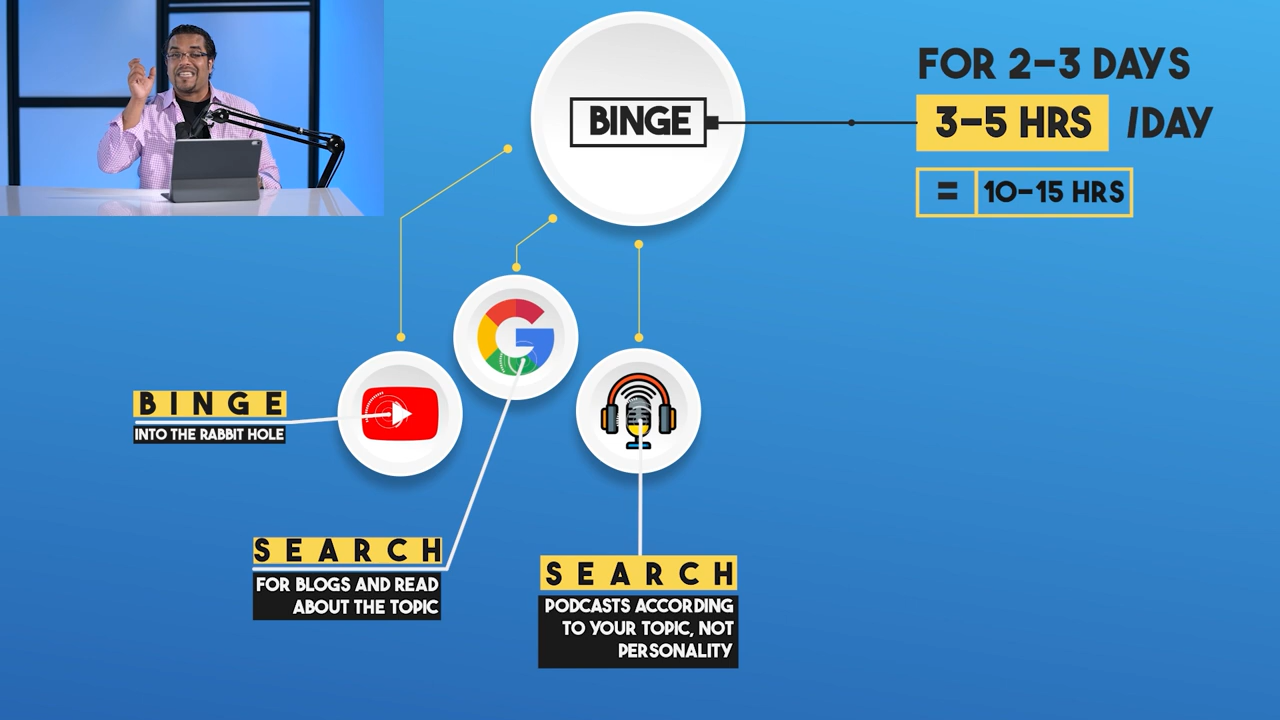 BINGE
FOR 2-3 DAYS
3-5 HRS /DAY
= 10-15 HRS
BINGE
INTO THE RABBIT HOLE
SEARCH
FOR BLOGS AND READ
ABOUT THE TOPIC
SEARCH
PODCASTS ACCORDING
TO YOUR TOPIC, NOT
PERSONALITY